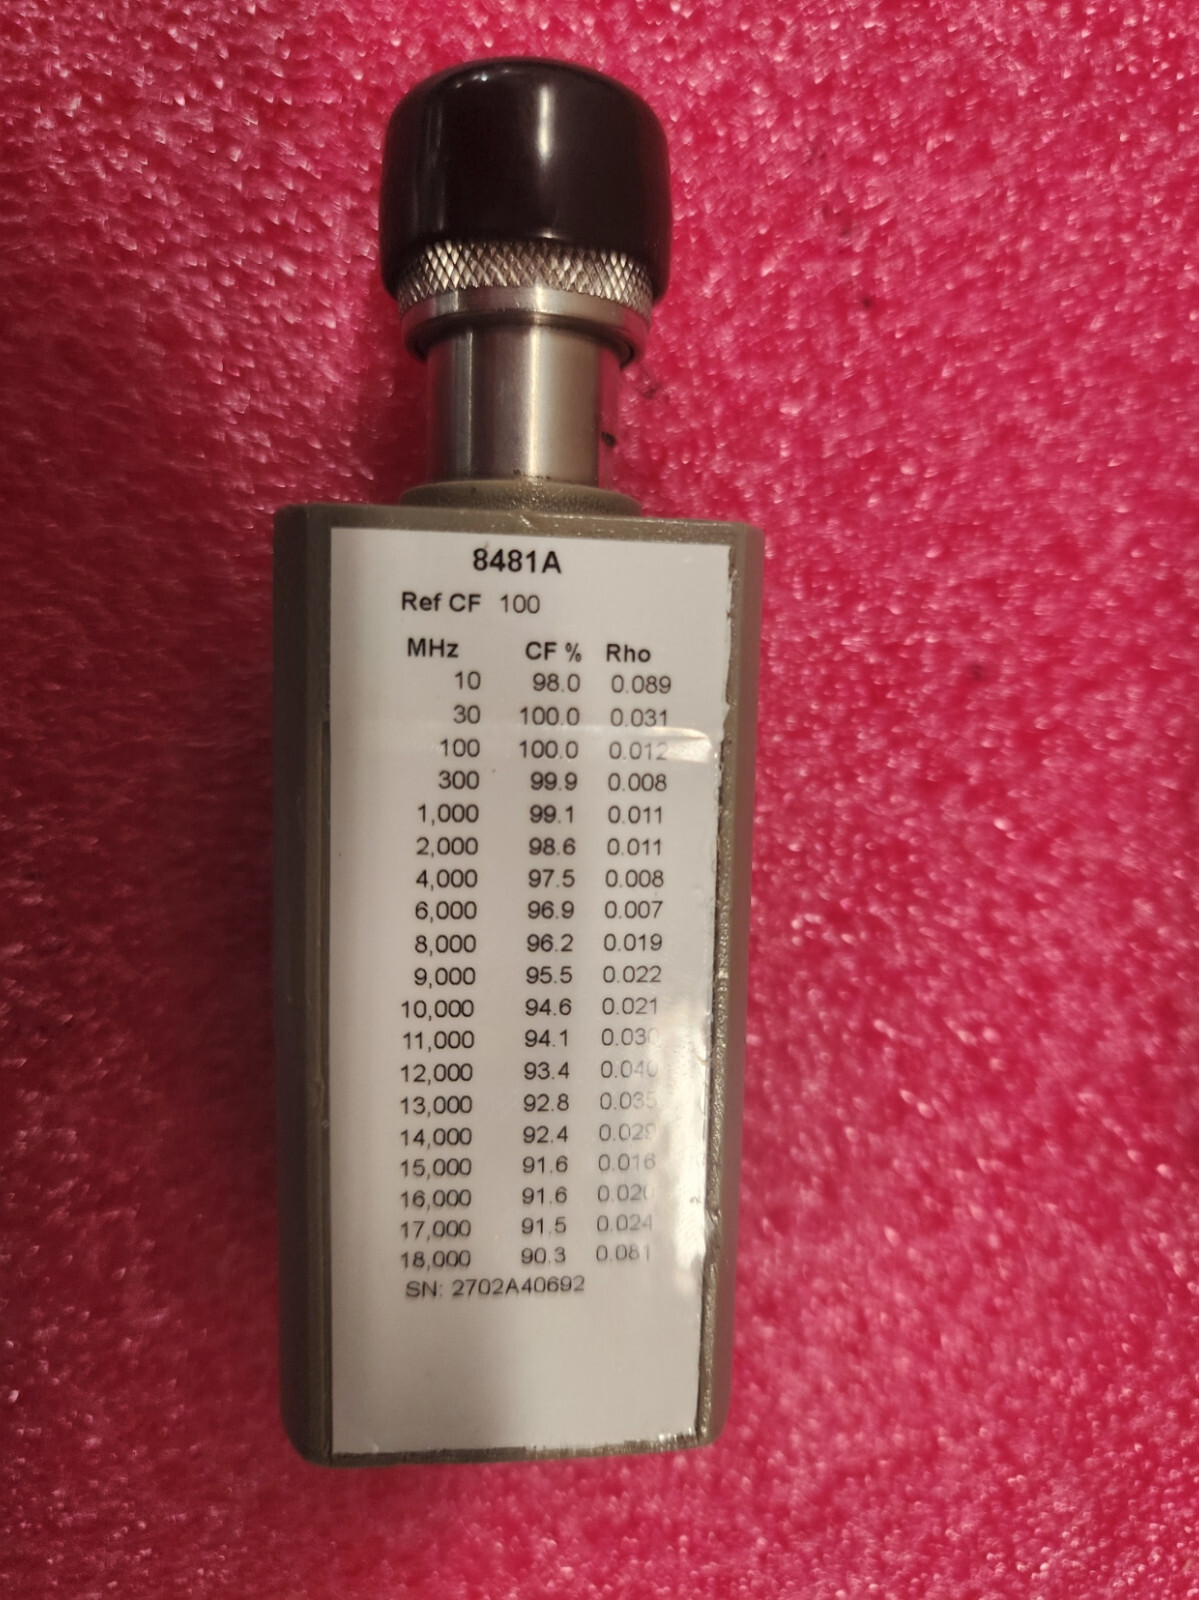 8481A
Ref CF 100
MHz CF % Rho
10 98.0 0.089
30 100.0 0.031
100 100.0 0.012
300 99.9 0.008
1,000 99.1 0.011
2,000 98.6 0.011
4,000 97.5 0.008
6,000 96.9 0.007
8,000 96.2 0.019
9,000 95.5 0.022
10,000 94.6 0.021
11,000 94.1 0.030
12,000 93.4 0.040
13,000 92.8 0.035
14,000 92.4 0.029
15,000 91.6 0.016
16,000 91.6 0.020
17,000 91.5 0.024
18,000 90.3 0.081
SN: 2702A40692